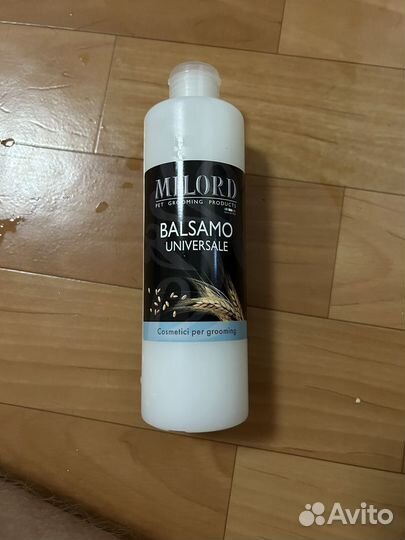 MILORD
PET GROOMING PRODUCTS
BALSAMO
UNIVERSALE
Cosmetici per grooming
Avito